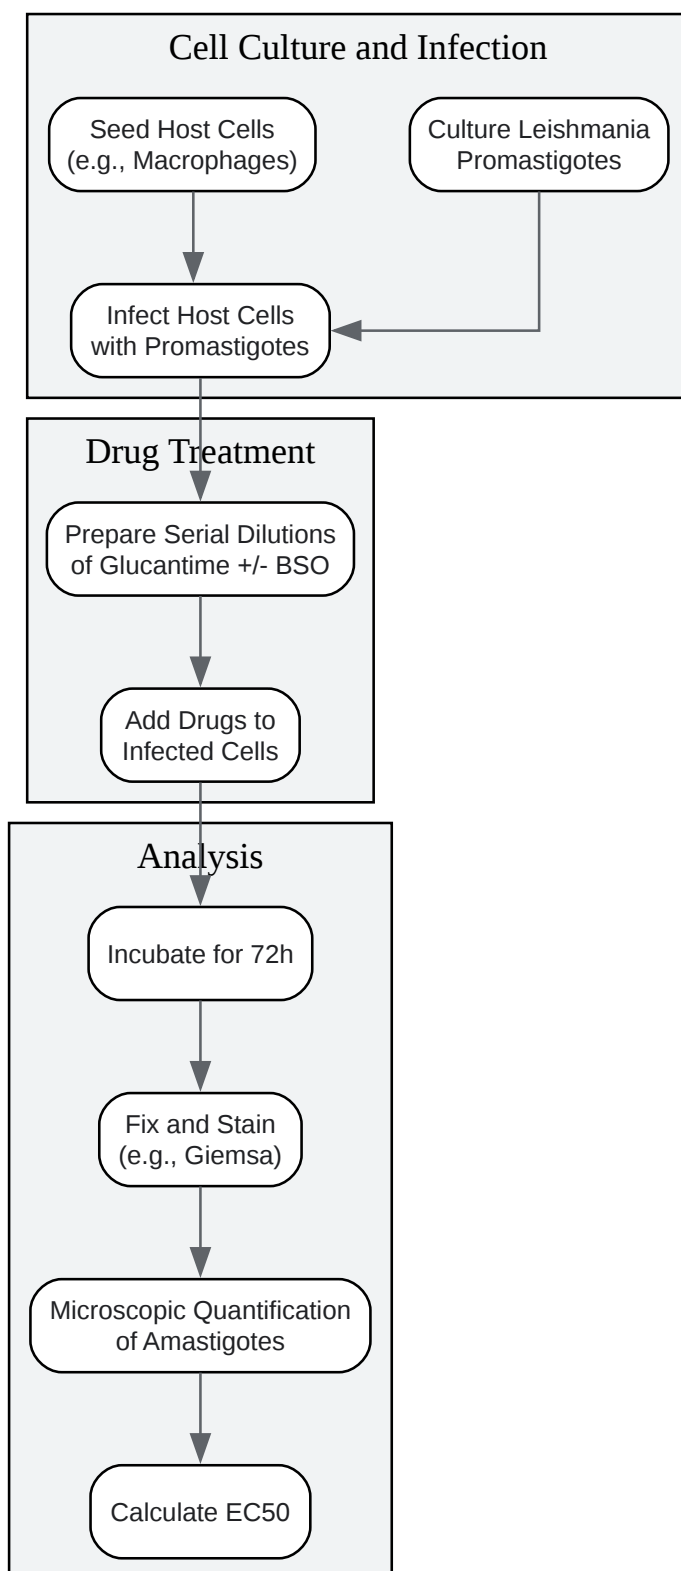 Cell Culture and Infection
Seed Host Cells
(e.g., Macrophages)
Culture Leishmania
Promastigotes
Infect Host Cells
with Promastigotes
Drug Treatment
Prepare Serial Dilutions
of Glucantime +/- BSO
Add Drugs to
Infected Cells
Analysis
Incubate for 72h
Fix and Stain
(e.g., Giemsa)
Microscopic Quantification
of Amastigotes
Calculate EC50